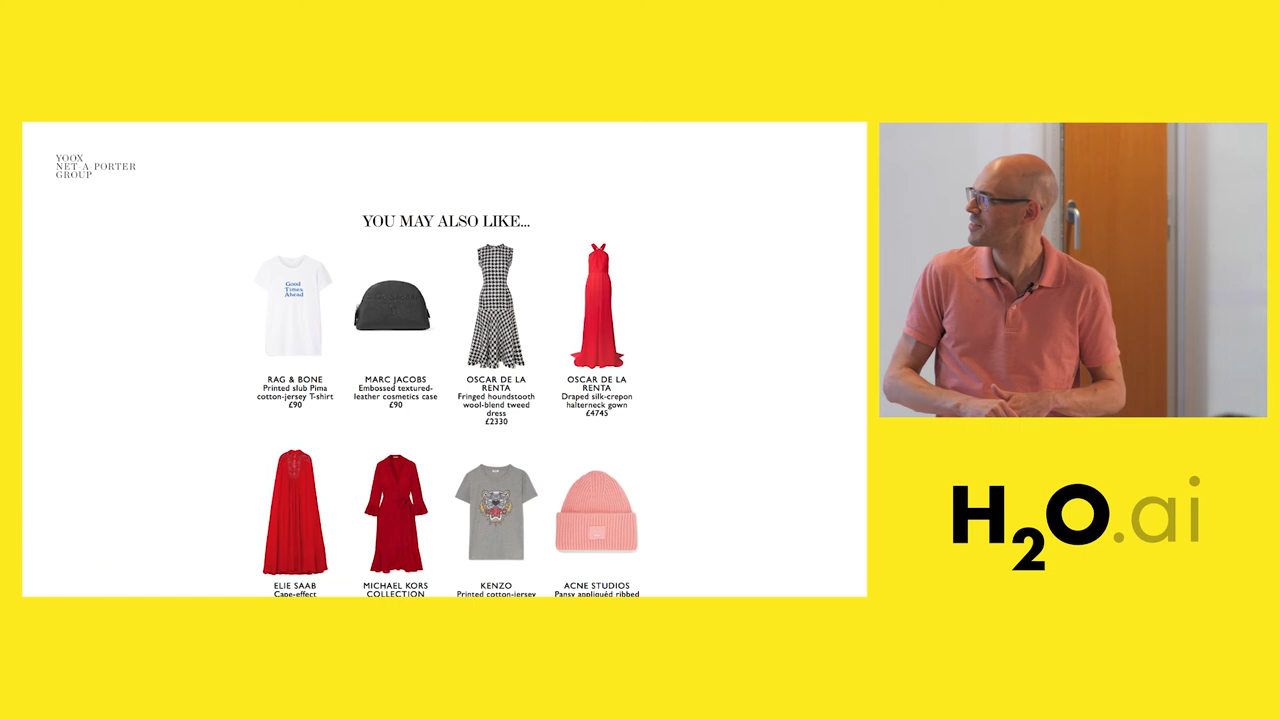 YOOX
NET-A-PORTER
GROUP
YOU MAY ALSO LIKE...
Good
Times
Ahead
RAG & BONE
Printed slub Pima
cotton-jersey T-shirt
£90
MARC JACOBS
Embossed textured-
leather cosmetics case
£90
OSCAR DE LA
RENTA
Fringed houndstooth
wool-blend tweed
dress
£2330
OSCAR DE LA
RENTA
Draped silk-crepon
halterneck gown
£4745
ELIE SAAB
Cape-effect
MICHAEL KORS
COLLECTION
KENZO
Printed cotton-jersey
ACNE STUDIOS
Pansy appliquéd ribbed
H2O.ai